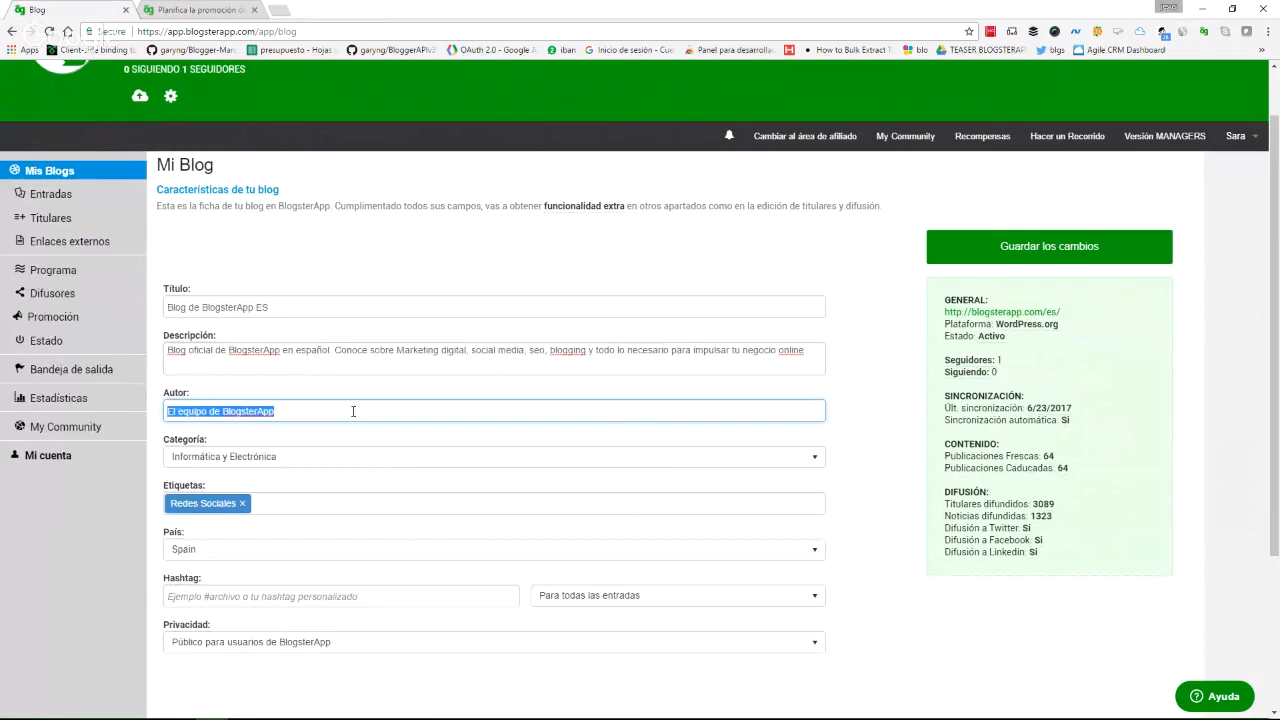 Blog
Planifica la promoción de
Secure https://app.blogsterapp.com/app/blog
Apps Client-side binding to garyng/Blogger-Mark presupuesto - Hojas garyng/BloggerAPIv3 OAuth 2.0 - Google A iban Inicio de sesión - Cue Panel para desarrollac How to Bulk Extract T blo TEASER BLOGSTERAP blgs Agile CRM Dashboard
0 SIGUIENDO 1 SEGUIDORES
Cambiar al área de afiliado My Community Recompensas Hacer un Recorrido Versión MANAGERS Sara
Mis Blogs
Entradas
Titulares
Enlaces externos
Programa
Difusores
Promoción
Estado
Bandeja de salida
Estadísticas
My Community
Mi cuenta
Mi Blog
Características de tu blog
Esta es la ficha de tu blog en BlogsterApp. Cumplimentado todos sus campos, vas a obtener funcionalidad extra en otros apartados como en la edición de titulares y difusión.
Título:
Blog de BlogsterApp ES
Descripción:
Blog oficial de BlogsterApp en español. Conoce sobre Marketing digital, social media, seo, blogging y todo lo necesario para impulsar tu negocio online
Autor:
El equipo de BlogsterApp
Categoría:
Informática y Electrónica
Etiquetas:
Redes Sociales ×
País:
Spain
Hashtag:
Ejemplo #archivo o tu hashtag personalizado
Para todas las entradas
Privacidad:
Público para usuarios de BlogsterApp
Guardar los cambios
GENERAL:
http://blogsterapp.com/es/
Plataforma: WordPress.org
Estado: Activo
Seguidores: 1
Siguiendo: 0
SINCRONIZACIÓN:
Últ. sincronización: 6/23/2017
Sincronización automática: Si
CONTENIDO:
Publicaciones Frescas: 64
Publicaciones Caducadas: 64
DIFUSIÓN:
Titulares difundidos: 3089
Noticias difundidas: 1323
Difusión a Twitter: Si
Difusión a Facebook: Si
Difusión a Linkedin: Si
Ayuda